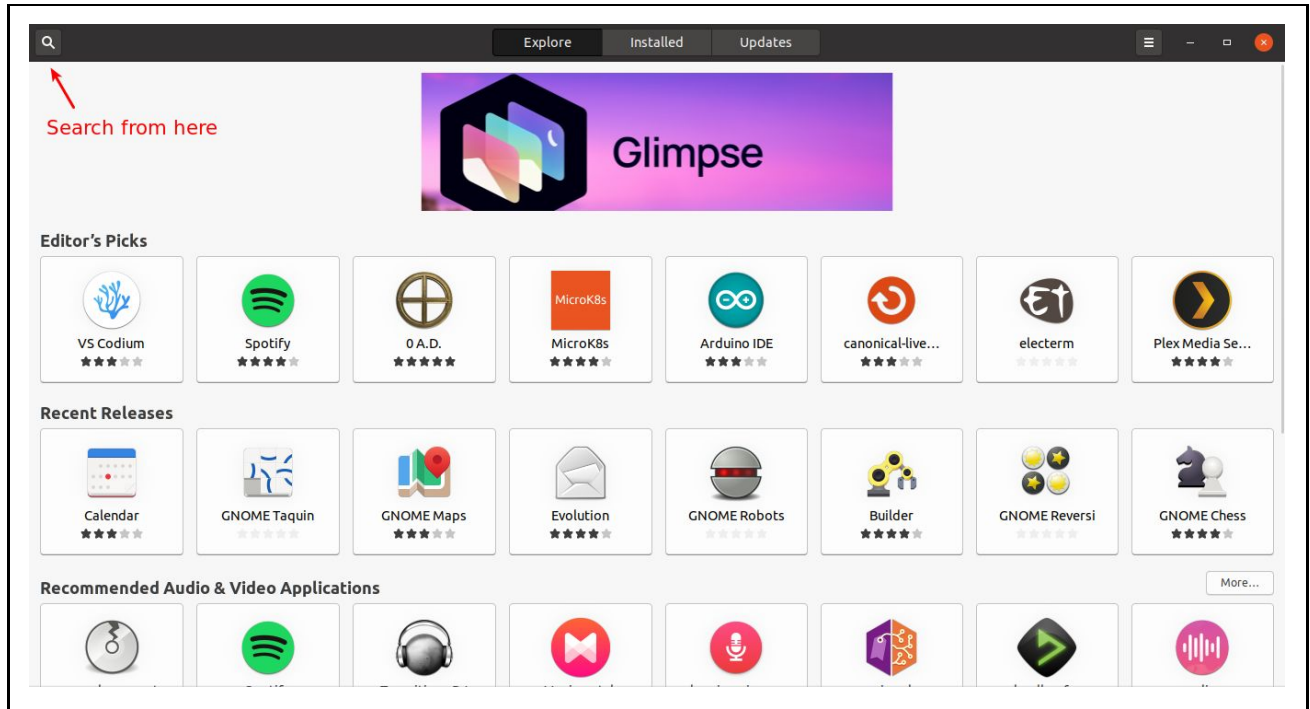 Explore Installed Updates
Search from here
Glimpse
Editor's Picks
MicroK8s
VS Codium Spotify 0 A.D. MicroK8s Arduino IDE canonical-live... electerm Plex Media Se...
Recent Releases
Calendar GNOME Taquin GNOME Maps Evolution GNOME Robots Builder GNOME Reversi GNOME Chess
Recommended Audio & Video Applications More...